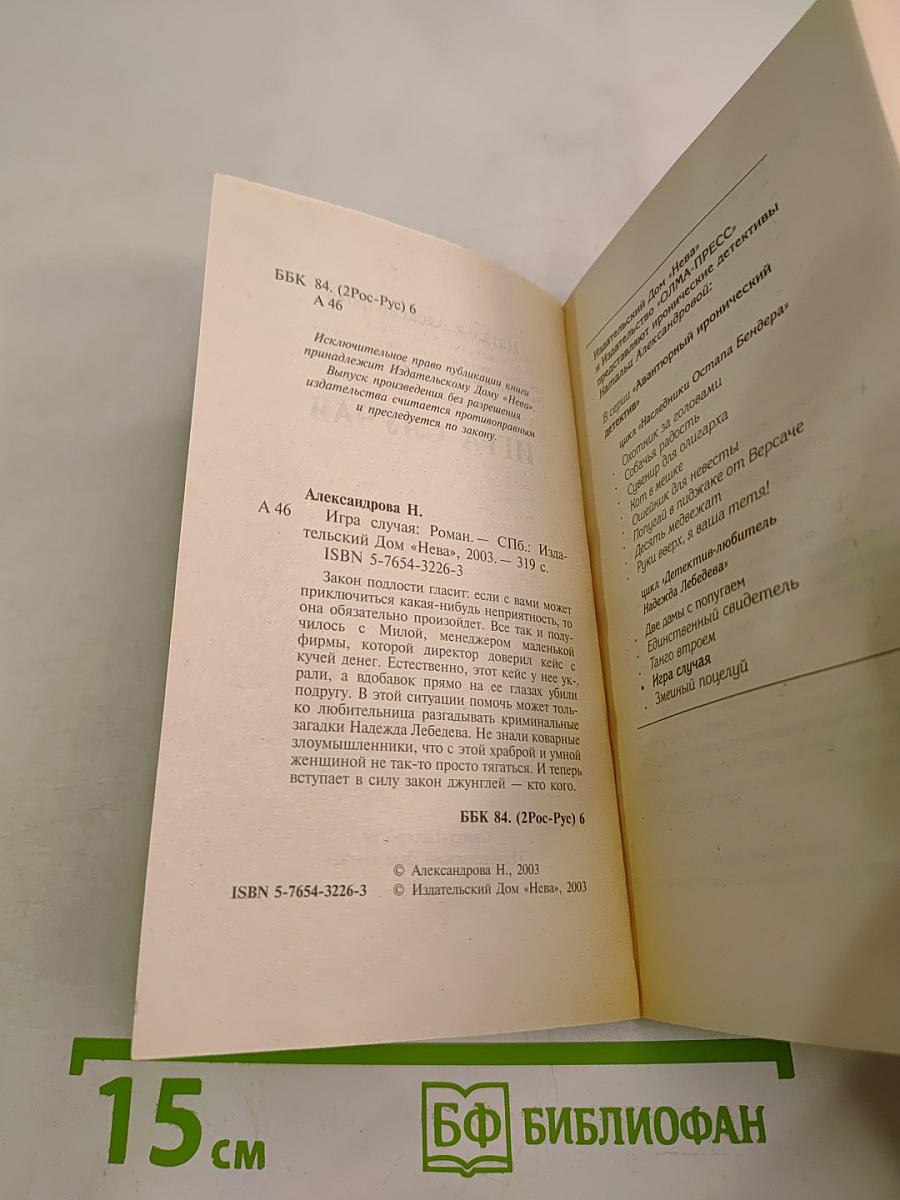 ББК 84. (2Рос-Рус) 6
А 46
Исключительное право публикации книги
принадлежит Издательскому Дому «Нева».
Выпуск произведения без разрешения
издательства считается противоправным
и преследуется по закону.
Александрова Н.
А 46 Игра случая: Роман. — СПб.: Изда-
тельский Дом «Нева», 2003. — 319 с.
ISBN 5-7654-3226-3
Закон подлости гласит: если с вами может
приключиться какая-нибудь неприятность, то
она обязательно произойдет. Все так и полу-
чилось с Милой, менеджером маленькой
фирмы, которой директор доверил кейс с
кучей денег. Естественно, этот кейс у нее ук-,
рали, а вдобавок прямо на ее глазах убили
подругу. В этой ситуации помочь может толь-
ко любительница разгадывать криминальные
загадки Надежда Лебедева. Не знали коварные
злоумышленники, что с этой храброй и умной
женщиной не так-то просто тягаться. И теперь
вступает в силу закон джунглей — кто кого.
ББК 84. (2Рос-Рус) 6
© Александрова Н., 2003
ISBN 5-7654-3226-3 © Издательский Дом «Нева», 2003
Издательский Дом «Нева»
и Издательство "ОЛМА-ПРЕСС"
представляют иронические детективы
Натальи Александровой:
В серии «Авантюрный иронический
детектив»
цикл «Наследники Остапа Бендера»
· Охотник за головами
· Собачья радость
· Сувенир для олигарха
· Кот в мешке
· Ошейник для невесты
· Попугай в пиджаке от Версаче
· Десять медвежат
· Руки вверх, я ваша тетя!
цикл «Детектив-любитель
Надежда Лебедева»
· Две дамы с попугаем
· Единственный свидетель
· Танго втроем
• Игра случая
· Змеиный поцелуй
15 см
БФ БИБЛИОФАН